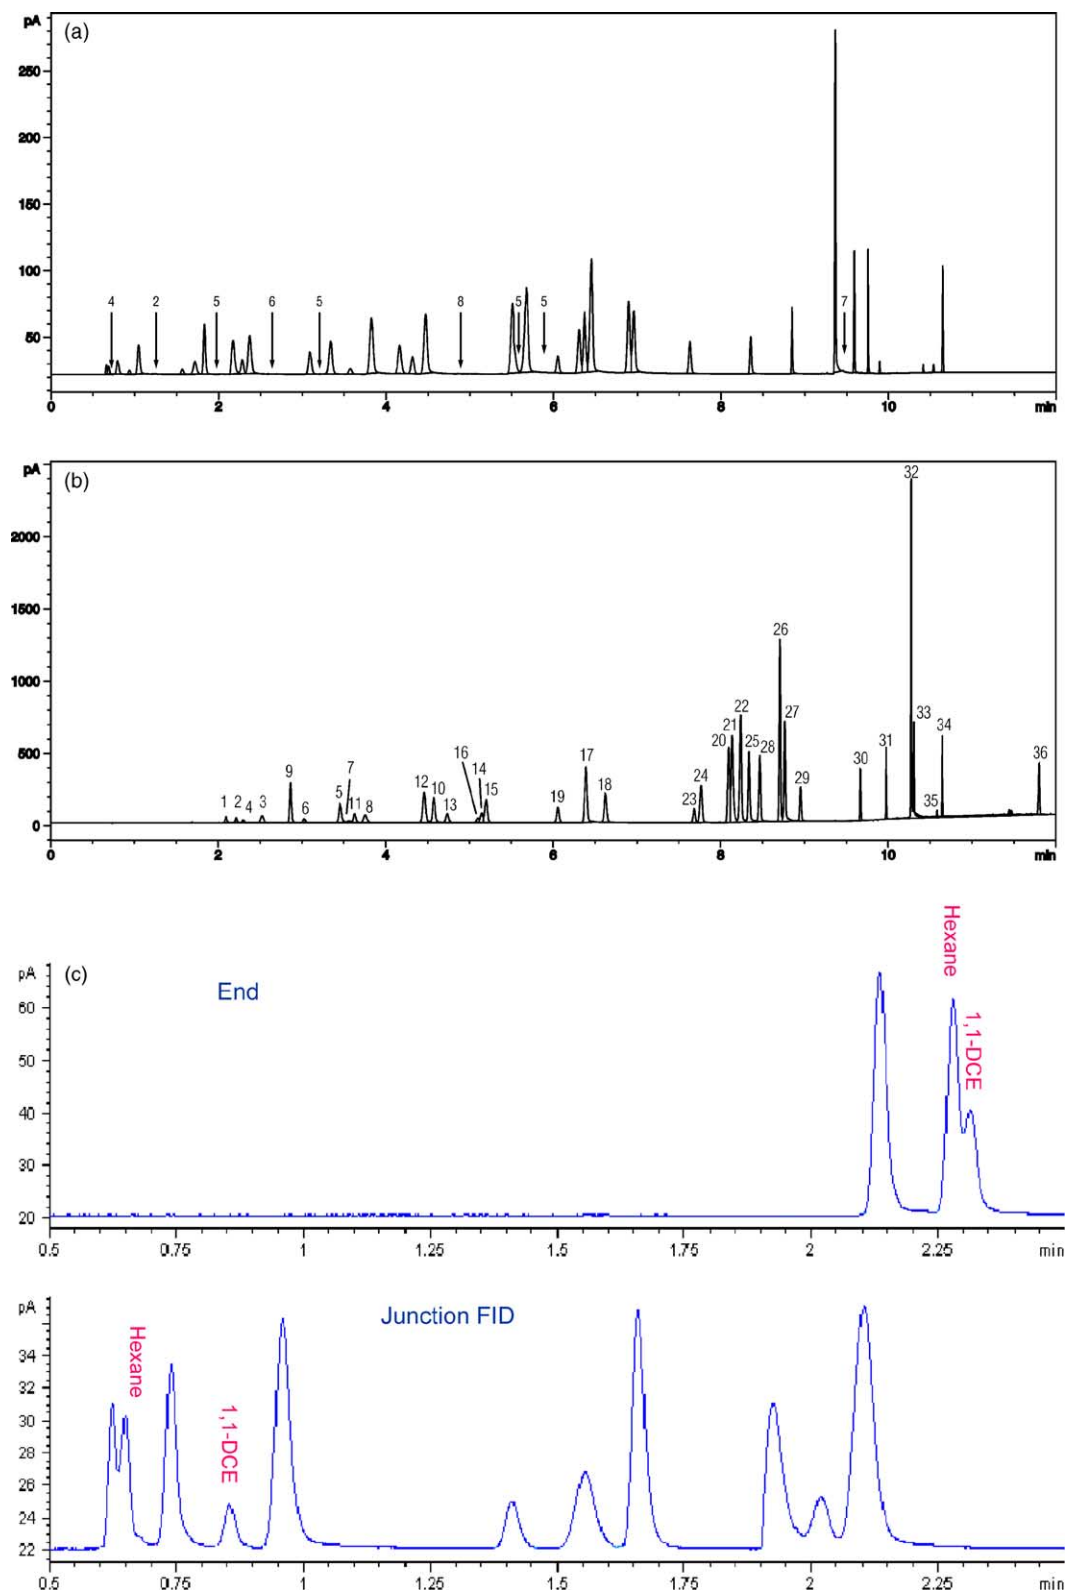 pA
(a)
250
200
150
100
50
4 2 5 6 5 8 5 5 7
0 2 4 6 8 10 min
pA
(b)
2000
1500
1000
500
0
1 2 4 3 9 6 5 7 11 8 12 10 13 16 14 15 19 17 18 23 24 20 21 22 25 28 26 27 29 30 31 32 33 35 34 36
0 2 4 6 8 10 min
pA
(c)
End
Hexane
1,1-DCE
60
50
40
30
20
0.5 0.75 1 1.25 1.5 1.75 2 2.25 min
pA
Junction FID
Hexane
1,1-DCE
34
32
30
28
26
24
22
0.5 0.75 1 1.25 1.5 1.75 2 2.25 min